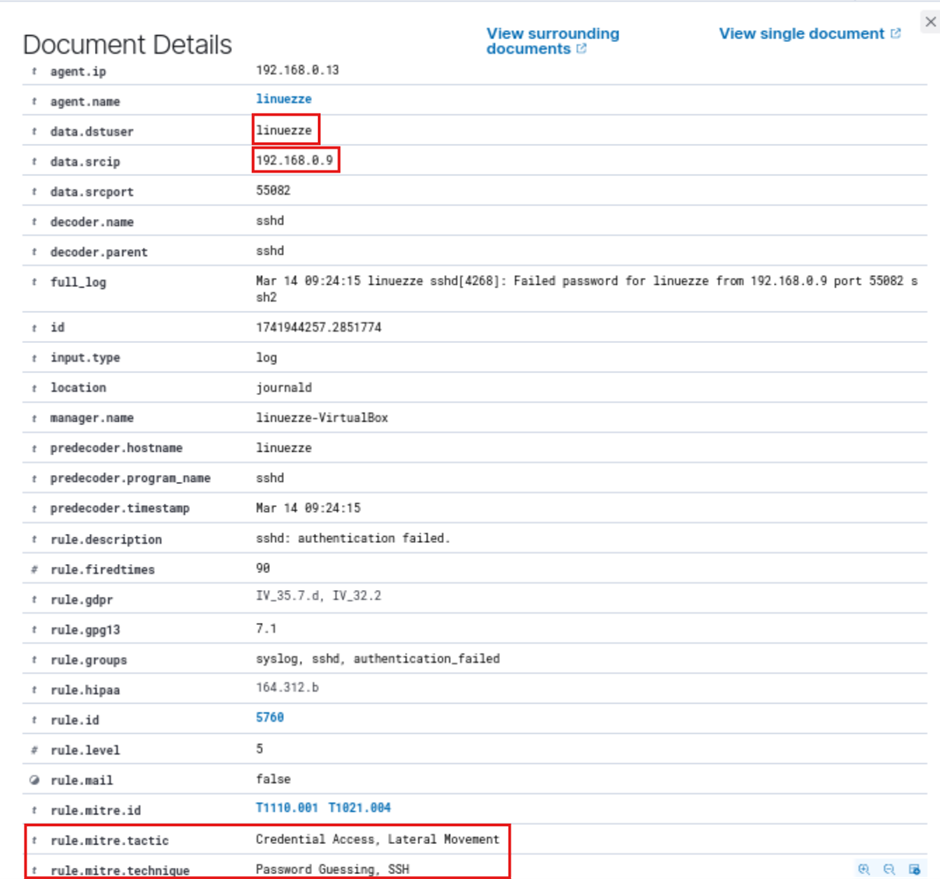 Document Details
View surrounding
documents
View single document
t agent.ip 192.168.0.13
t agent.name linuezze
t data.dstuser linuezze
t data.srcip 192.168.0.9
t data.srcport 55082
t decoder.name sshd
t decoder.parent sshd
t full_log Mar 14 09:24:15 linuezze sshd[4268]: Failed password for linuezze from 192.168.0.9 port 55082 s
sh2
t id 1741944257.2851774
t input.type log
t location journald
t manager.name linuezze-VirtualBox
t predecoder.hostname linuezze
t predecoder.program_name sshd
t predecoder.timestamp Mar 14 09:24:15
t rule.description sshd: authentication failed.
# rule.firedtimes 90
t rule.gdpr IV_35.7.d, IV_32.2
t rule.gpg13 7.1
t rule.groups syslog, sshd, authentication_failed
t rule.hipaa 164.312.b
t rule.id 5760
# rule.level 5
rule.mail false
t rule.mitre.id T1110.001 T1021.004
t rule.mitre.tactic Credential Access, Lateral Movement
t rule.mitre.technique Password Guessing, SSH